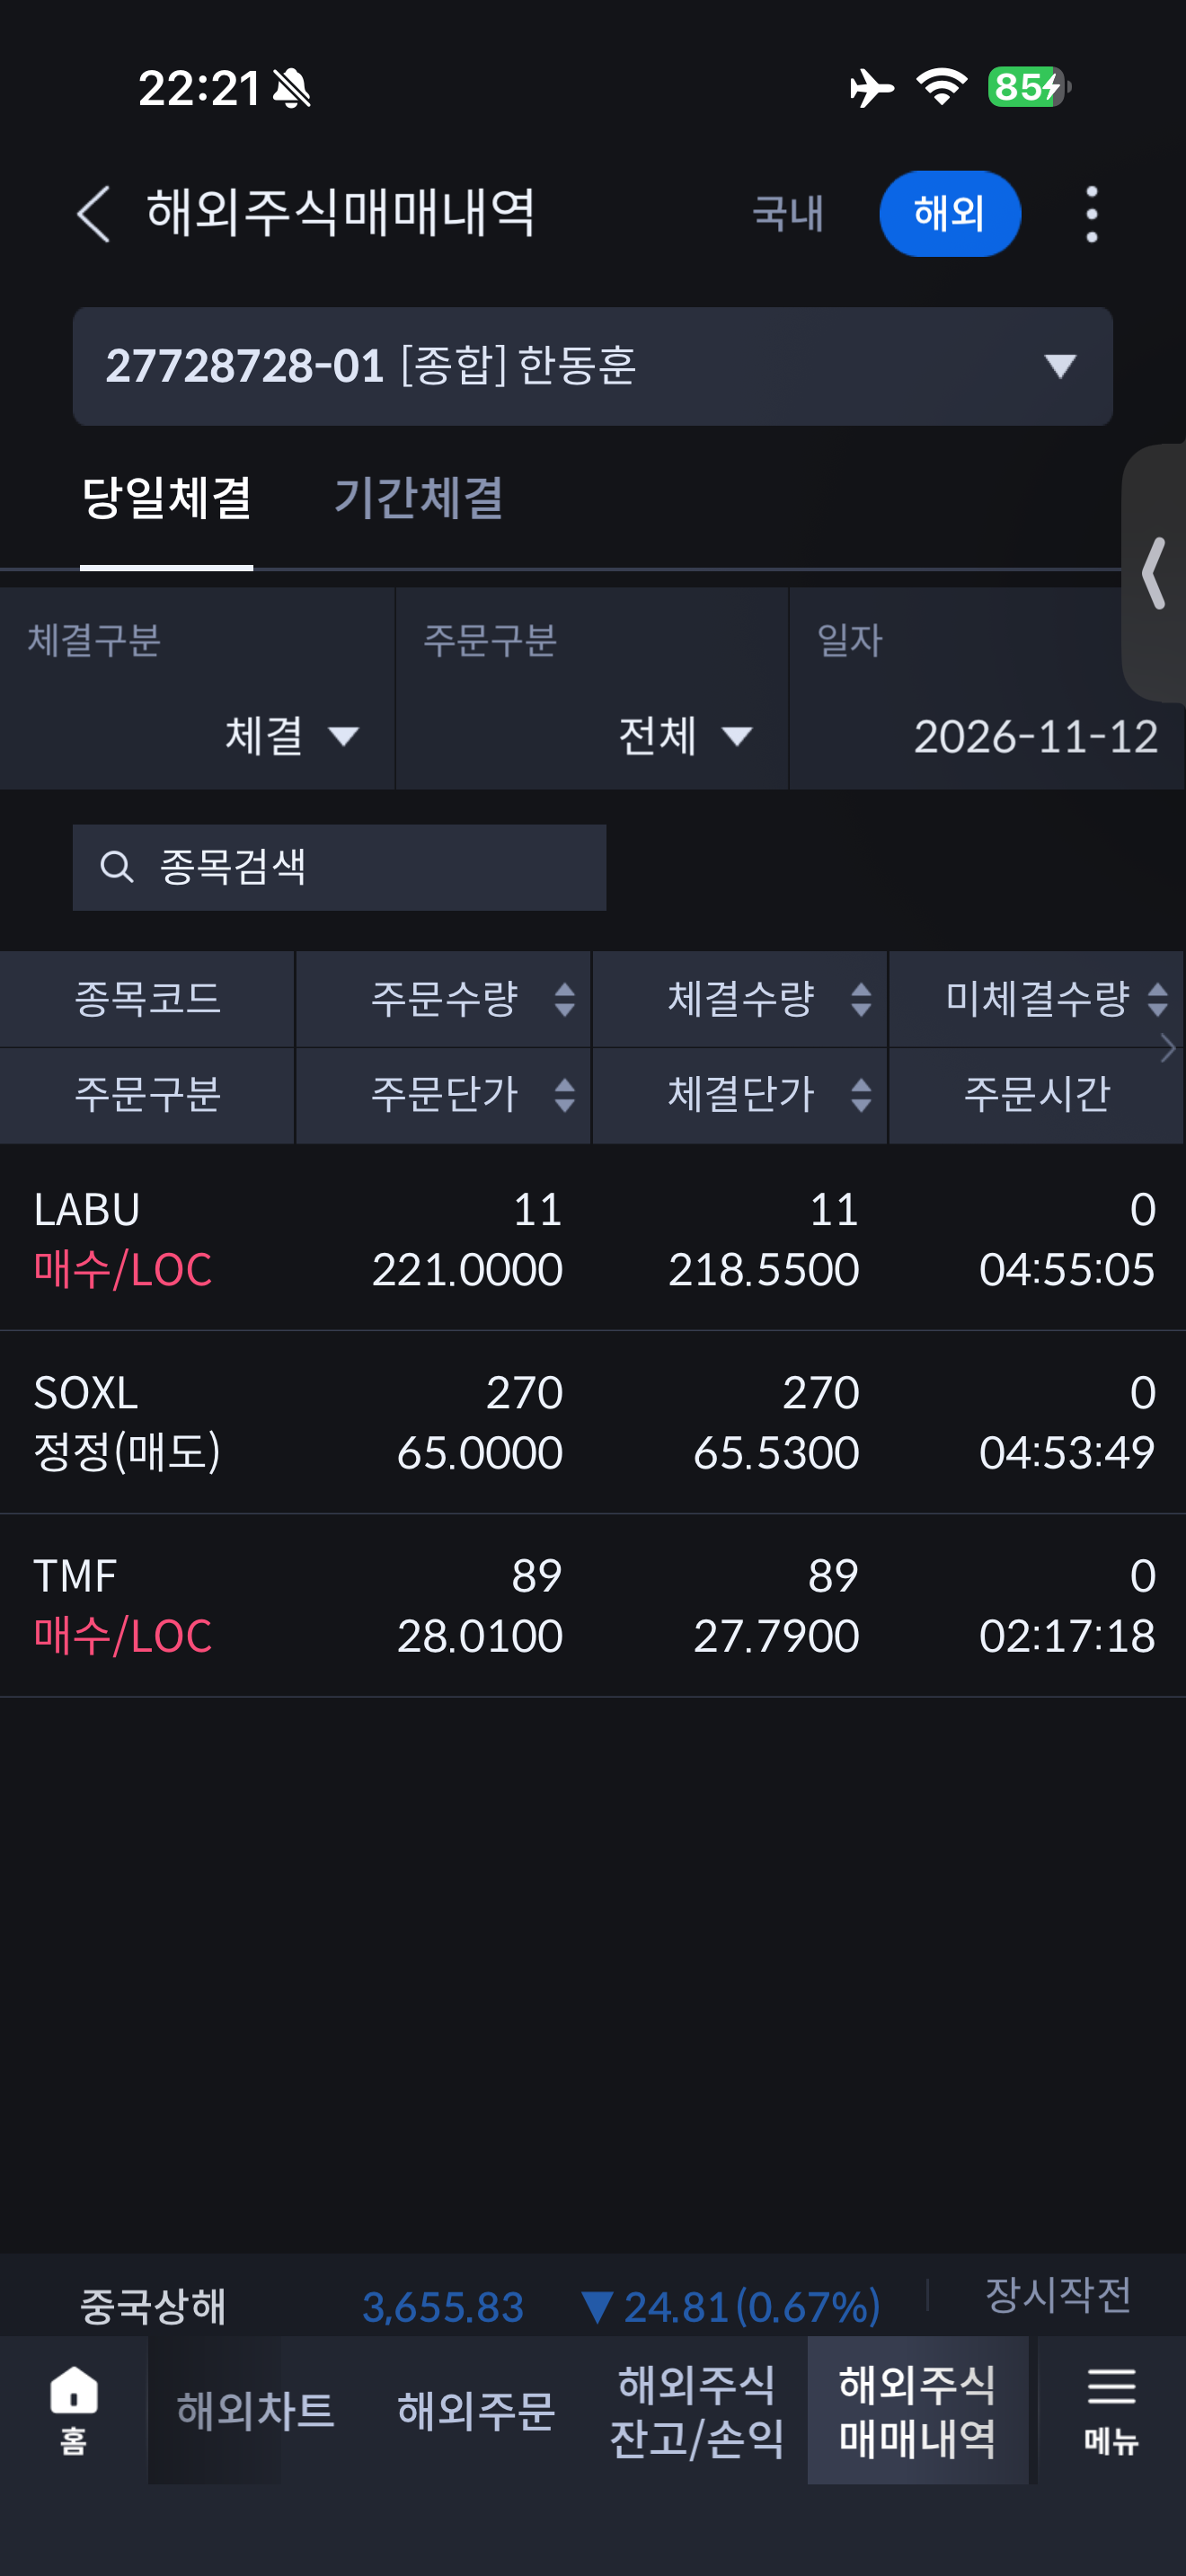 22:21
85
해외주식매매내역 국내 해외
27728728-01 [종합] 한동훈
당일체결 기간체결
체결구분 주문구분 일자
체결 전체 2026-11-12
종목검색
종목코드 주문수량 체결수량 미체결수량
주문구분 주문단가 체결단가 주문시간
LABU 11 11 0
매수/LOC 221.0000 218.5500 04:55:05
SOXL 270 270 0
정정(매도) 65.0000 65.5300 04:53:49
TMF 89 89 0
매수/LOC 28.0100 27.7900 02:17:18
중국상해 3,655.83 ▼ 24.81(0.67%) 장시작전
홈
해외차트
해외주문
해외주식
잔고/손익
해외주식
매매내역
메뉴